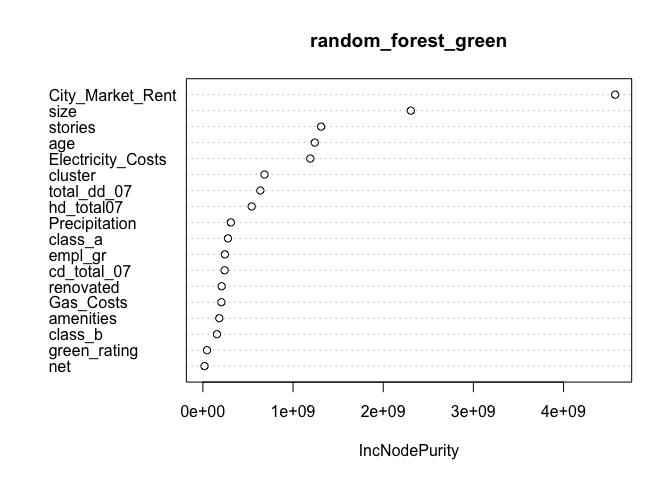 random_forest_green
City_Market_Rent
size
stories
age
Electricity_Costs
cluster
total_dd_07
hd_total07
Precipitation
class_a
empl_gr
cd_total_07
renovated
Gas_Costs
amenities
class_b
green_rating
net
0e+00 1e+09 2e+09 3e+09 4e+09
IncNodePurity